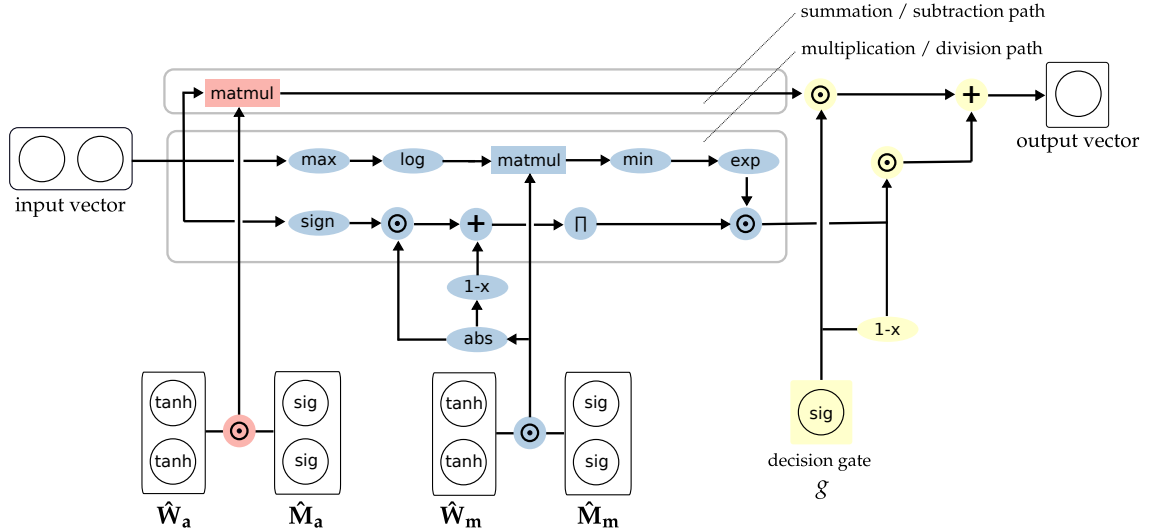 summation / subtraction path
multiplication / division path
matmul
⊙
+
output vector
input vector
max
log
matmul
min
exp
⊙
sign
⊙
+
∏
⊙
1-x
abs
1-x
tanh
sig
tanh
sig
sig
⊙
⊙
tanh
sig
tanh
sig
decision gate
g
Ŵa
M̂a
Ŵm
M̂m